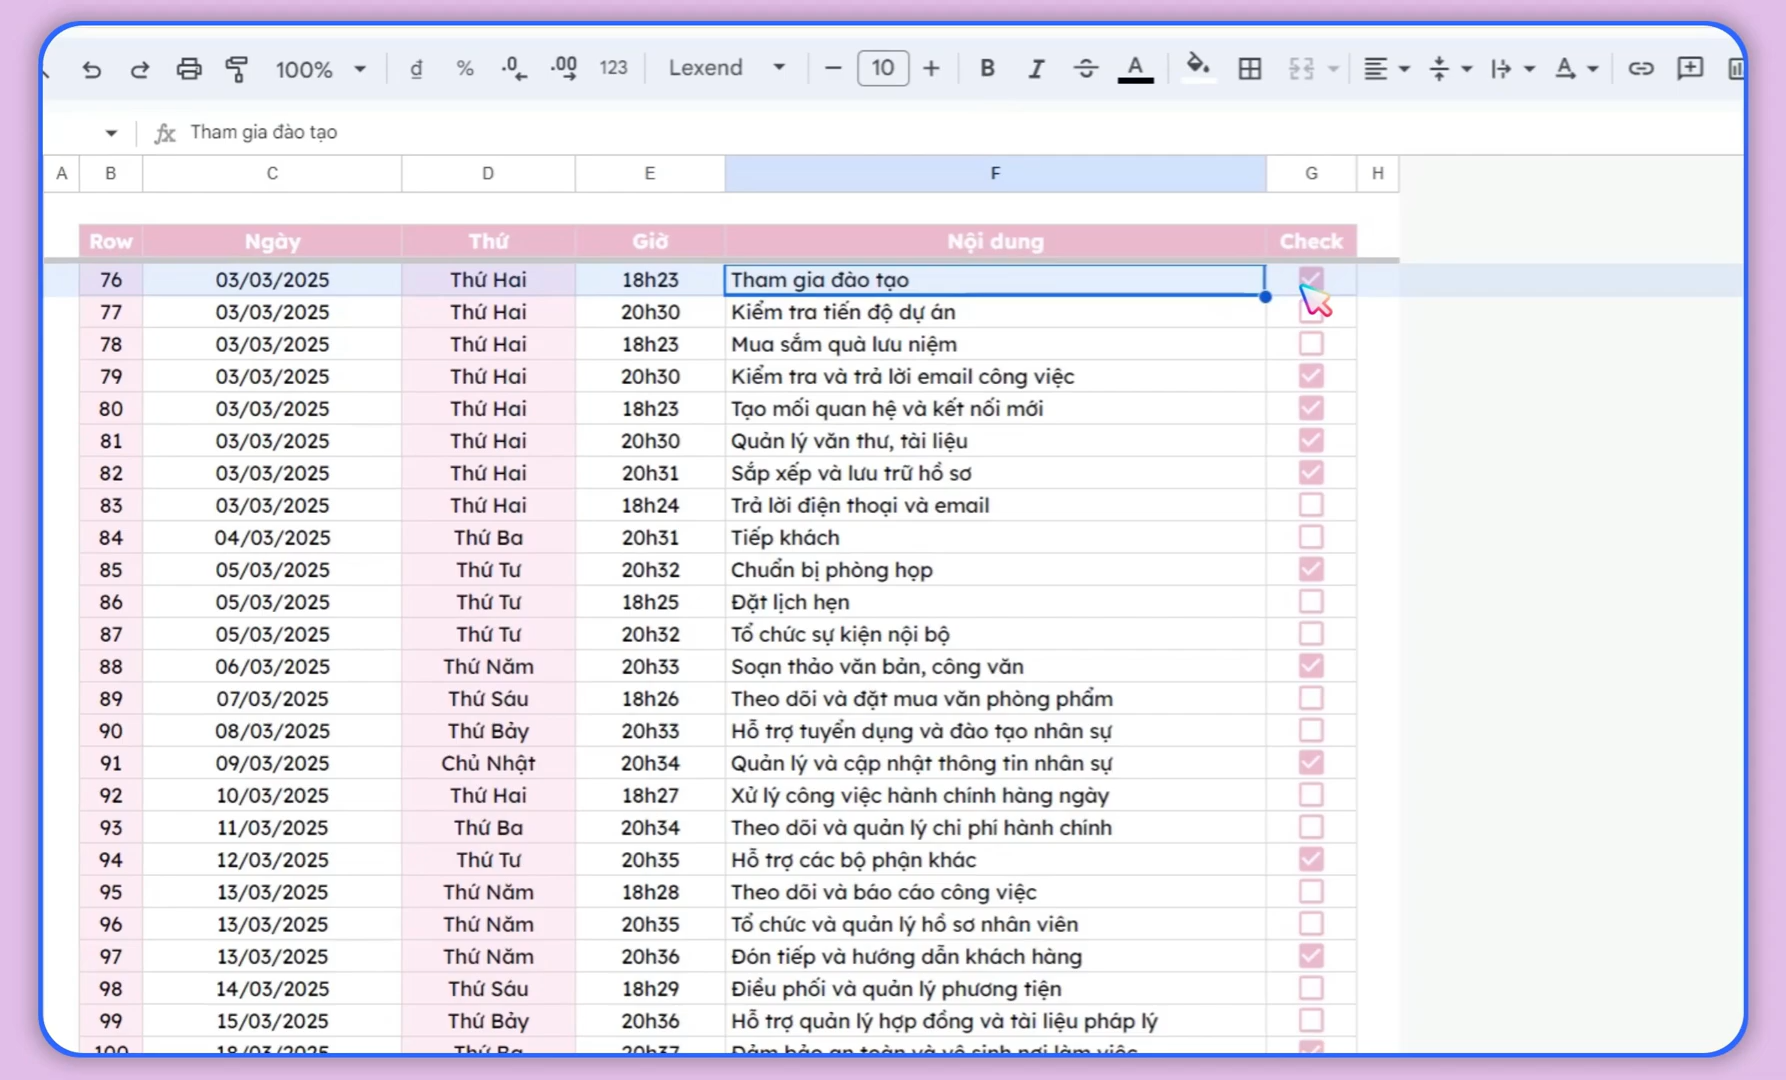 100% đ % .0 .00 123 Lexend 10 B I A A
fx Tham gia đào tạo
A B C D E F G H
Row Ngày Thứ Giờ Nội dung Check
76 03/03/2025 Thứ Hai 18h23 Tham gia đào tạo
77 03/03/2025 Thứ Hai 20h30 Kiểm tra tiến độ dự án
78 03/03/2025 Thứ Hai 18h23 Mua sắm quà lưu niệm
79 03/03/2025 Thứ Hai 20h30 Kiểm tra và trả lời email công việc
80 03/03/2025 Thứ Hai 18h23 Tạo mối quan hệ và kết nối mới
81 03/03/2025 Thứ Hai 20h30 Quản lý văn thư, tài liệu
82 03/03/2025 Thứ Hai 20h31 Sắp xếp và lưu trữ hồ sơ
83 03/03/2025 Thứ Hai 18h24 Trả lời điện thoại và email
84 04/03/2025 Thứ Ba 20h31 Tiếp khách
85 05/03/2025 Thứ Tư 20h32 Chuẩn bị phòng họp
86 05/03/2025 Thứ Tư 18h25 Đặt lịch hẹn
87 05/03/2025 Thứ Tư 20h32 Tổ chức sự kiện nội bộ
88 06/03/2025 Thứ Năm 20h33 Soạn thảo văn bản, công văn
89 07/03/2025 Thứ Sáu 18h26 Theo dõi và đặt mua văn phòng phẩm
90 08/03/2025 Thứ Bảy 20h33 Hỗ trợ tuyển dụng và đào tạo nhân sự
91 09/03/2025 Chủ Nhật 20h34 Quản lý và cập nhật thông tin nhân sự
92 10/03/2025 Thứ Hai 18h27 Xử lý công việc hành chính hàng ngày
93 11/03/2025 Thứ Ba 20h34 Theo dõi và quản lý chi phí hành chính
94 12/03/2025 Thứ Tư 20h35 Hỗ trợ các bộ phận khác
95 13/03/2025 Thứ Năm 18h28 Theo dõi và báo cáo công việc
96 13/03/2025 Thứ Năm 20h35 Tổ chức và quản lý hồ sơ nhân viên
97 13/03/2025 Thứ Năm 20h36 Đón tiếp và hướng dẫn khách hàng
98 14/03/2025 Thứ Sáu 18h29 Điều phối và quản lý phương tiện
99 15/03/2025 Thứ Bảy 20h36 Hỗ trợ quản lý hợp đồng và tài liệu pháp lý
100 18/03/2025 Thứ Ba 20h37 Đảm bảo an toàn và vệ sinh nơi làm việc